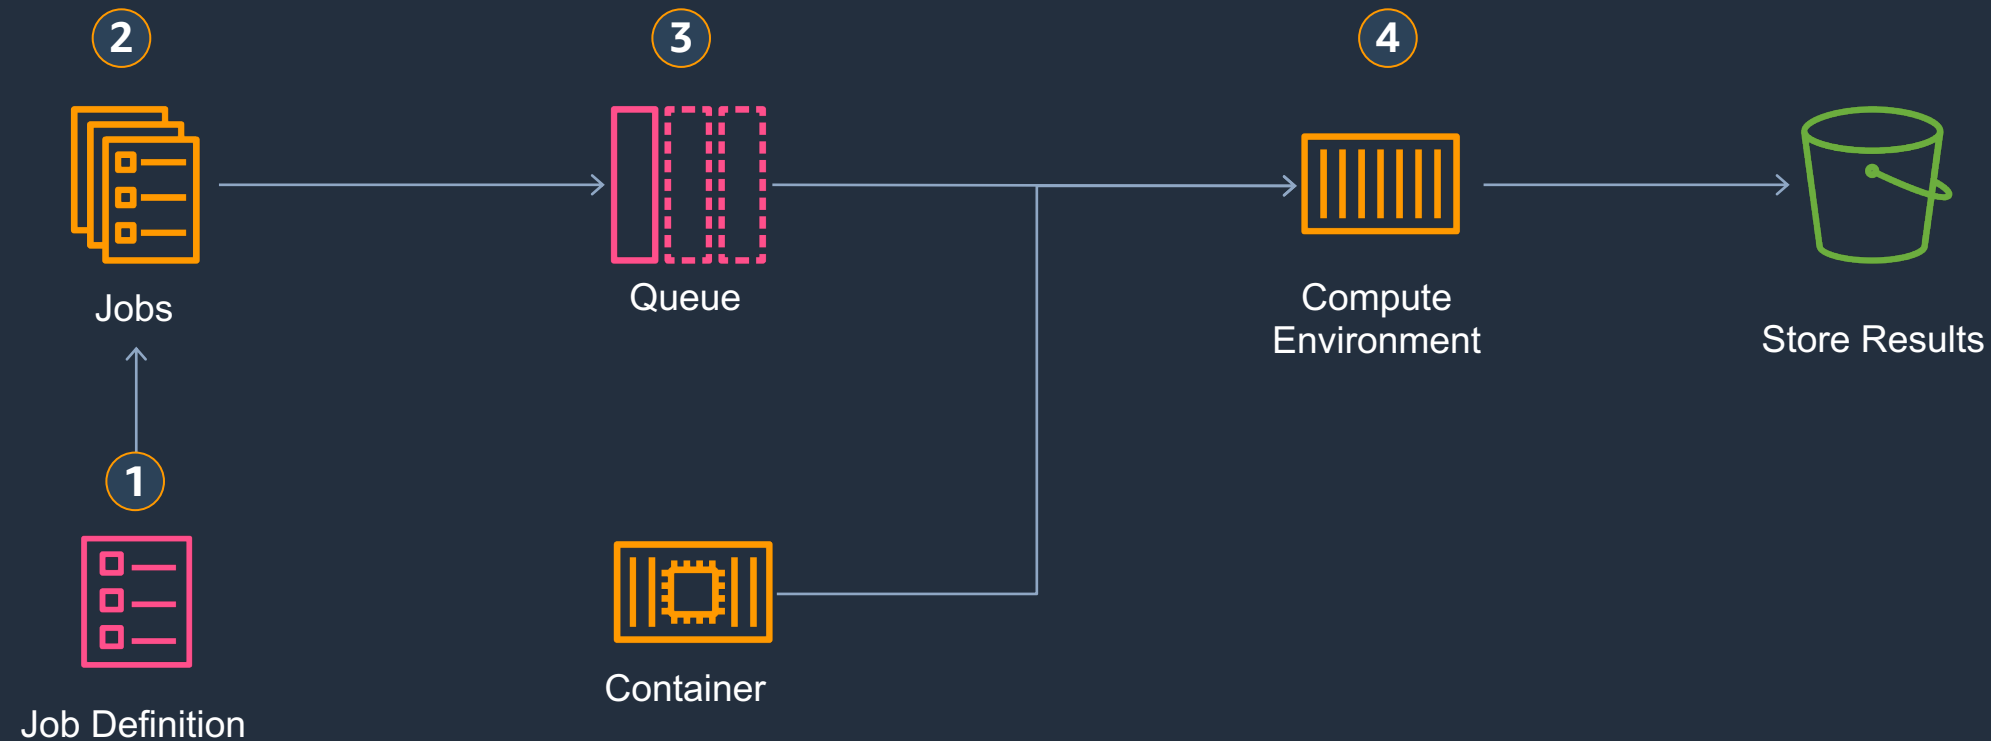 2
3
4
Jobs
Queue
Compute
Environment
Store Results
1
Container
Job Definition